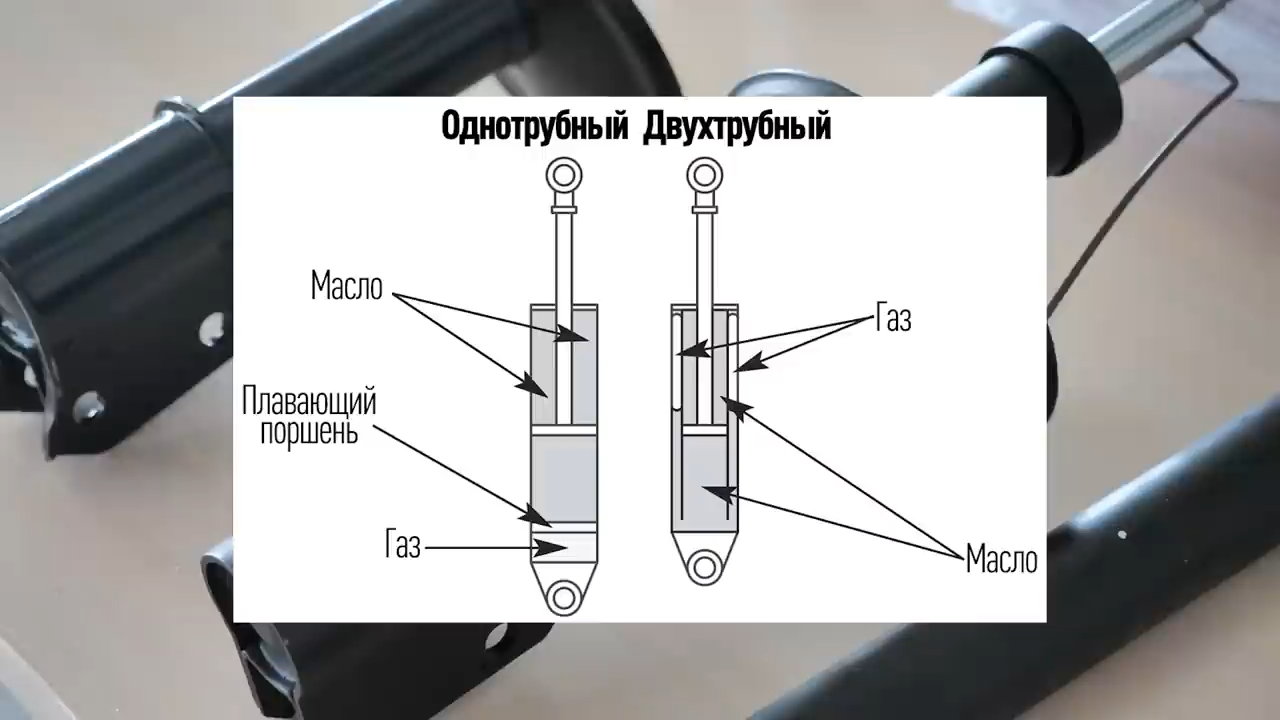 Однотрубный Двухтрубный
Масло
Газ
Плавающий
поршень
Газ
Масло